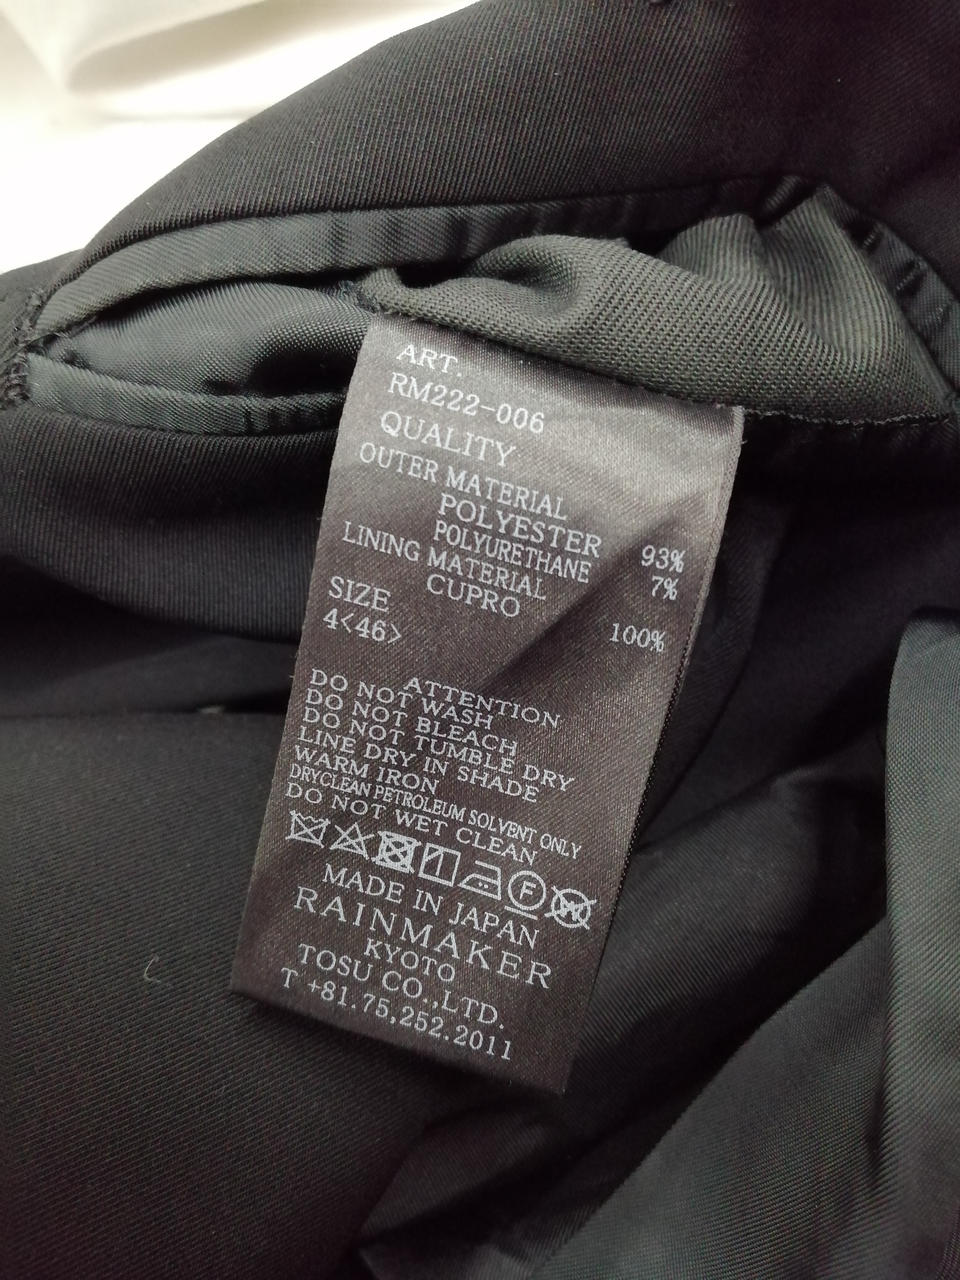 ART.
RM222-006
QUALITY
OUTER MATERIAL
POLYESTER 93%
POLYURETHANE 7%
LINING MATERIAL
CUPRO 100%
SIZE
4<46>
ATTENTION
DO NOT WASH
DO NOT BLEACH
DO NOT TUMBLE DRY
LINE DRY IN SHADE
WARM IRON
DRYCLEAN PETROLEUM SOLVENT ONLY
DO NOT WET CLEAN
F W
MADE IN JAPAN
RAINMAKER
KYOTO
TOSU CO.,LTD.
T +81.75.252.2011